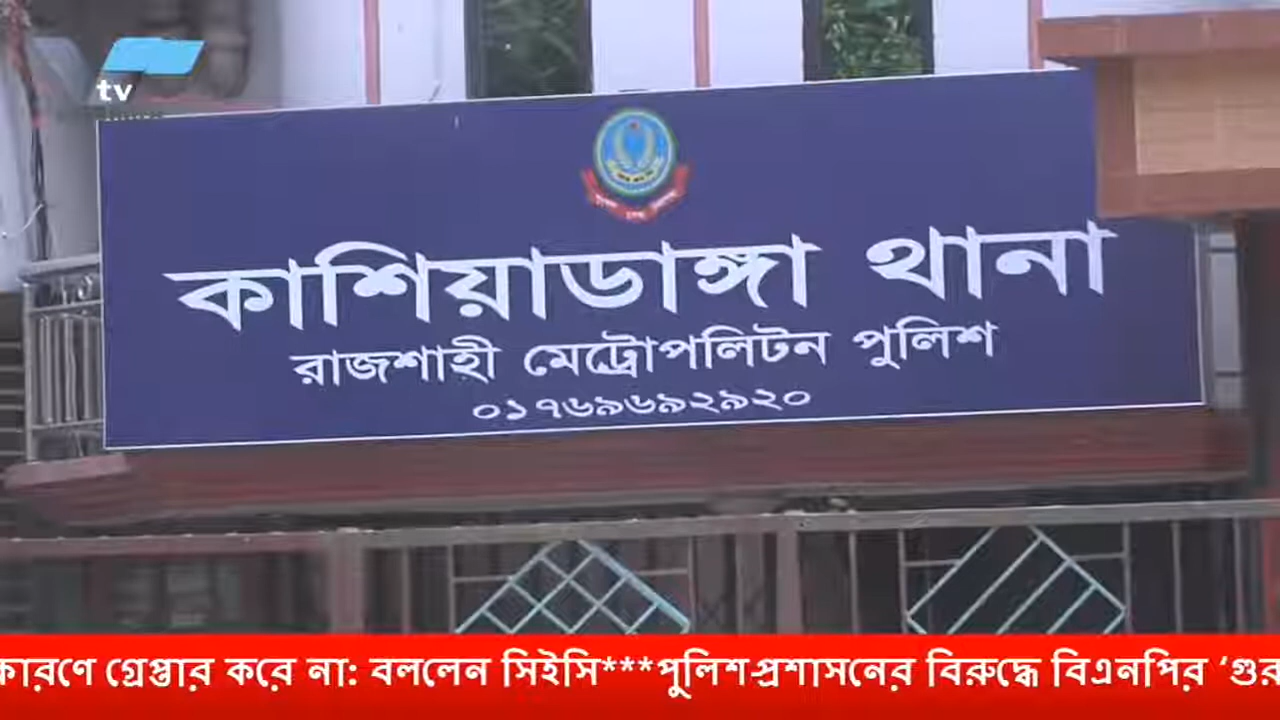 tv
কাশিয়াডাঙ্গা থানা
রাজশাহী মেট্রোপলিটন পুলিশ
০১৭৬৯৬৯২৯২০
কারণে গ্রেপ্তার করে না: বললেন সিইসি***পুলিশ-প্রশাসনের বিরুদ্ধে বিএনপির ‘গুর